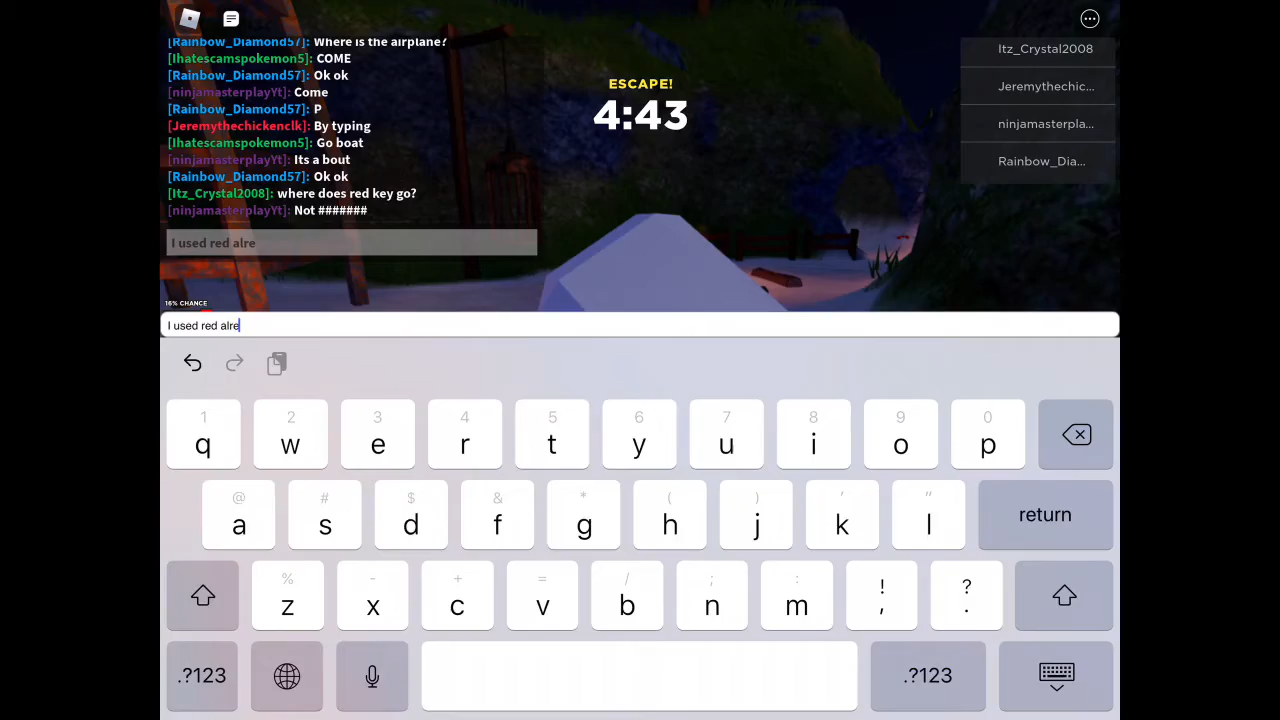 [Rainbow_Diamond57]: Where is the airplane?
[Ihatescamspokemon5]: COME
[Rainbow_Diamond57]: Ok ok
[ninjamasterplayYt]: Come
[Rainbow_Diamond57]: P
[Jeremythechickenclk]: By typing
[Ihatescamspokemon5]: Go boat
[ninjamasterplayYt]: Its a bout
[Rainbow_Diamond57]: Ok ok
[Itz_Crystal2008]: where does red key go?
[ninjamasterplayYt]: Not #######
I used red alre
ESCAPE!
4:43
Itz_Crystal2008
Jeremythechic...
ninjamasterpla...
Rainbow_Dia...
16% CHANCE
I used red alre
1 2 3 4 5 6 7 8 9 0
q w e r t y u i o p
@ # $ & * ( ) ' "
a s d f g h j k l return
% - + = / ; : ! ?
z x c v b n m , .
.?123 .?123